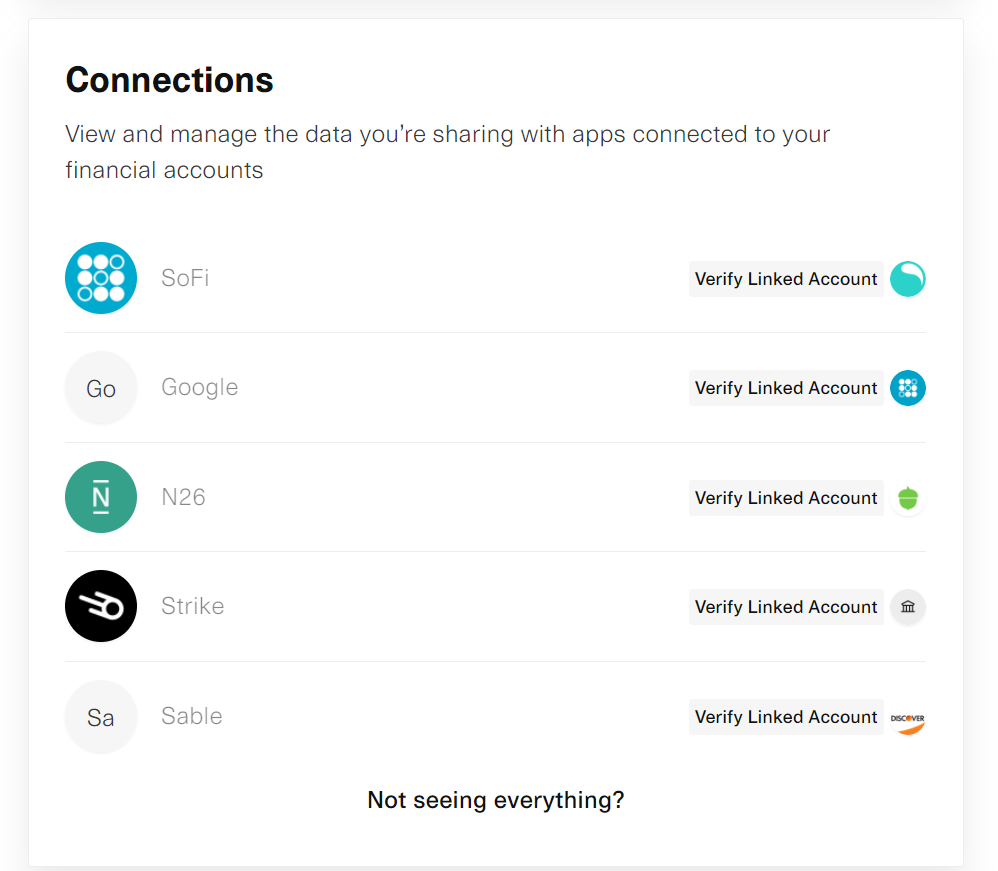 Connections
View and manage the data you’re sharing with apps connected to your
financial accounts
SoFi
Verify Linked Account
Go
Google
Verify Linked Account
N
N26
Verify Linked Account
Strike
Verify Linked Account
Sa
Sable
Verify Linked Account
DISCOVER
Not seeing everything?